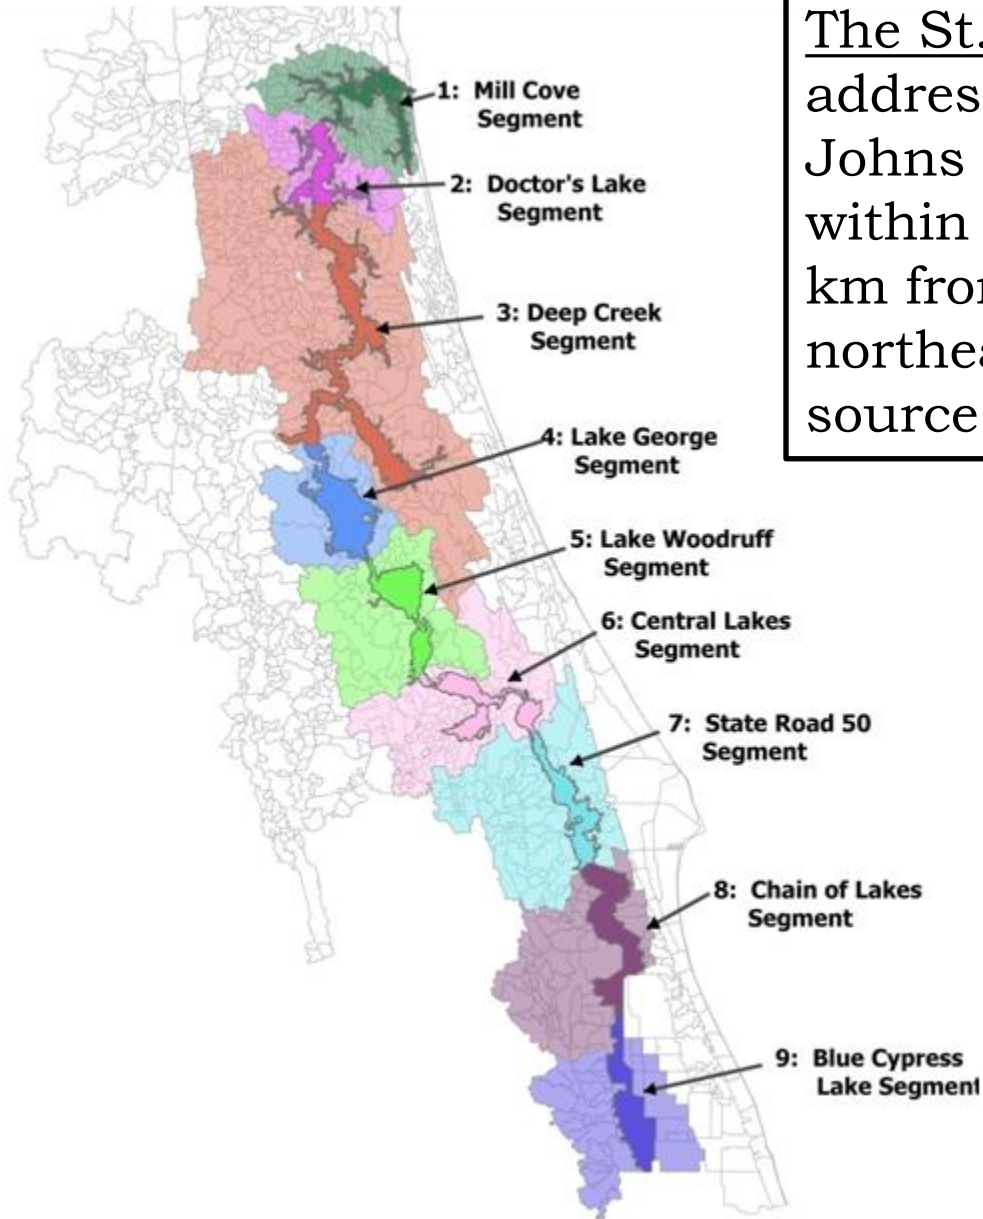 The St.
addres
Johns
within
km from
northea
source
1: Mill Cove
Segment
2: Doctor's Lake
Segment
3: Deep Creek
Segment
4: Lake George
Segment
5: Lake Woodruff
Segment
6: Central Lakes
Segment
7: State Road 50
Segment
8: Chain of Lakes
Segment
9: Blue Cypress
Lake Segment